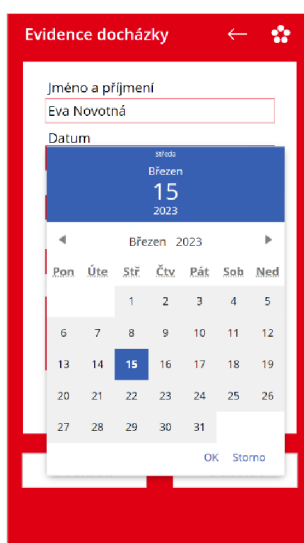 Evidence docházky
Jméno a příjmení
Eva Novotná
Datum
Středa
Březen
15
2023
Březen 2023
Pon Úte Stř Čtv Pát Sob Ned
1 2 3 4 5
6 7 8 9 10 11 12
13 14 15 16 17 18 19
20 21 22 23 24 25 26
27 28 29 30 31
OK Storno